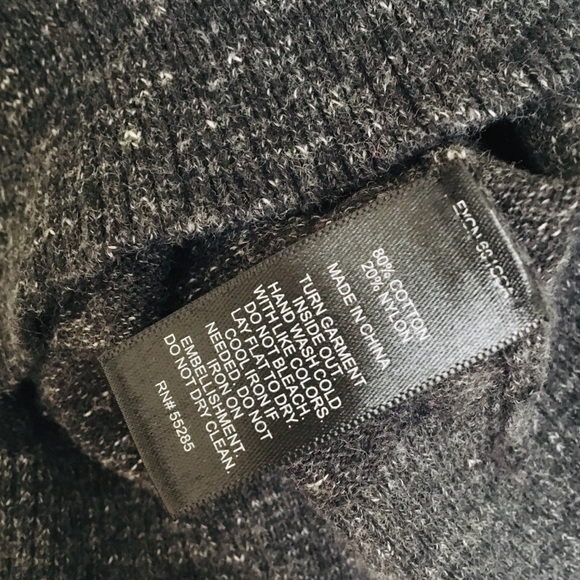 80% COTTON
20% NYLON
MADE IN CHINA
TURN GARMENT
INSIDE OUT
HAND WASH COLD
WITH LIKE COLORS.
DO NOT BLEACH
LAY FLAT TO DRY.
COOL IRON IF
NEEDED. DO NOT
IRON ON
EMBELLISHMENT.
DO NOT DRY CLEAN
RN# 55285